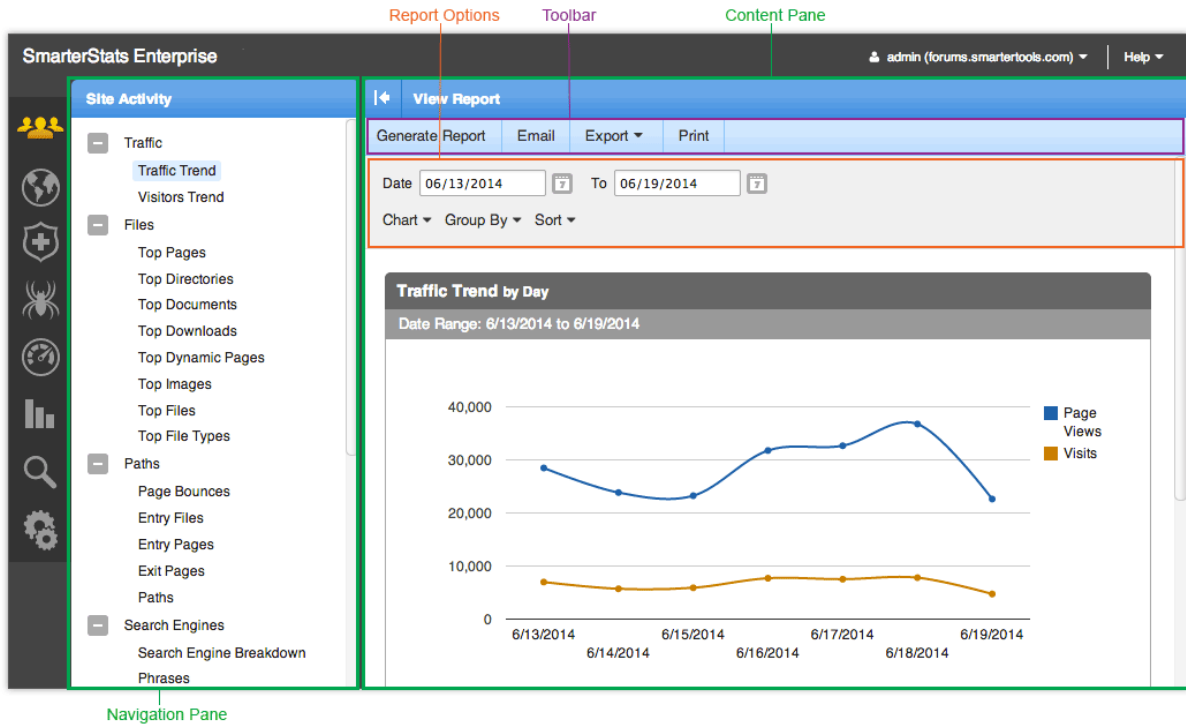 Report Options
Toolbar
Content Pane
SmarterStats Enterprise
admin (forums.smartertools.com)
Help
Site Activity
View Report
Generate Report
Email
Export
Print
Traffic
Traffic Trend
Visitors Trend
Files
Top Pages
Top Directories
Top Documents
Top Downloads
Top Dynamic Pages
Top Images
Top Files
Top File Types
Paths
Page Bounces
Entry Files
Entry Pages
Exit Pages
Paths
Search Engines
Search Engine Breakdown
Phrases
Date 06/13/2014 7 To 06/19/2014 7
Chart Group By Sort
Traffic Trend by Day
Date Range: 6/13/2014 to 6/19/2014
40,000
30,000
20,000
10,000
0
6/13/2014
6/14/2014
6/15/2014
6/16/2014
6/17/2014
6/18/2014
6/19/2014
Page
Views
Visits
Navigation Pane